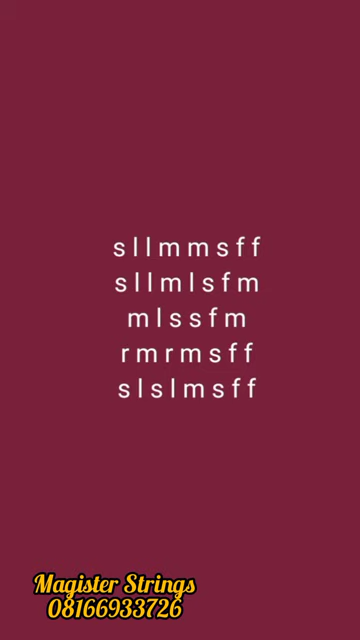 s l l m m s f f
s l l m l s f m
m l s s f m
r m r m s f f
s l s l m s f f
Magister Strings
08166933726